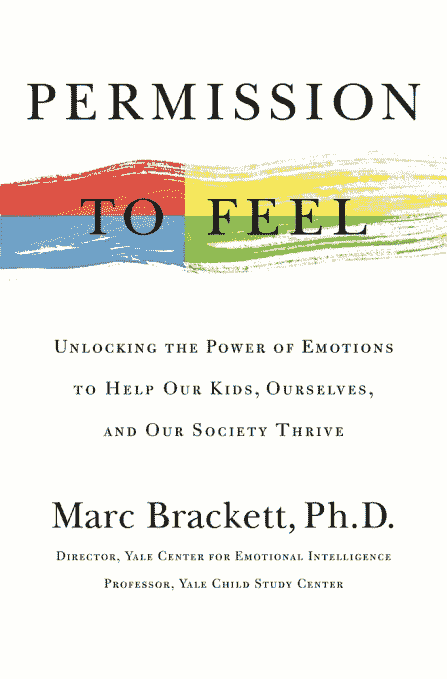 PERMISSION
TO FEEL
UNLOCKING THE POWER OF EMOTIONS
TO HELP OUR KIDS, OURSELVES,
AND OUR SOCIETY THRIVE
Marc Brackett, Ph.D.
DIRECTOR, YALE CENTER FOR EMOTIONAL INTELLIGENCE
PROFESSOR, YALE CHILD STUDY CENTER